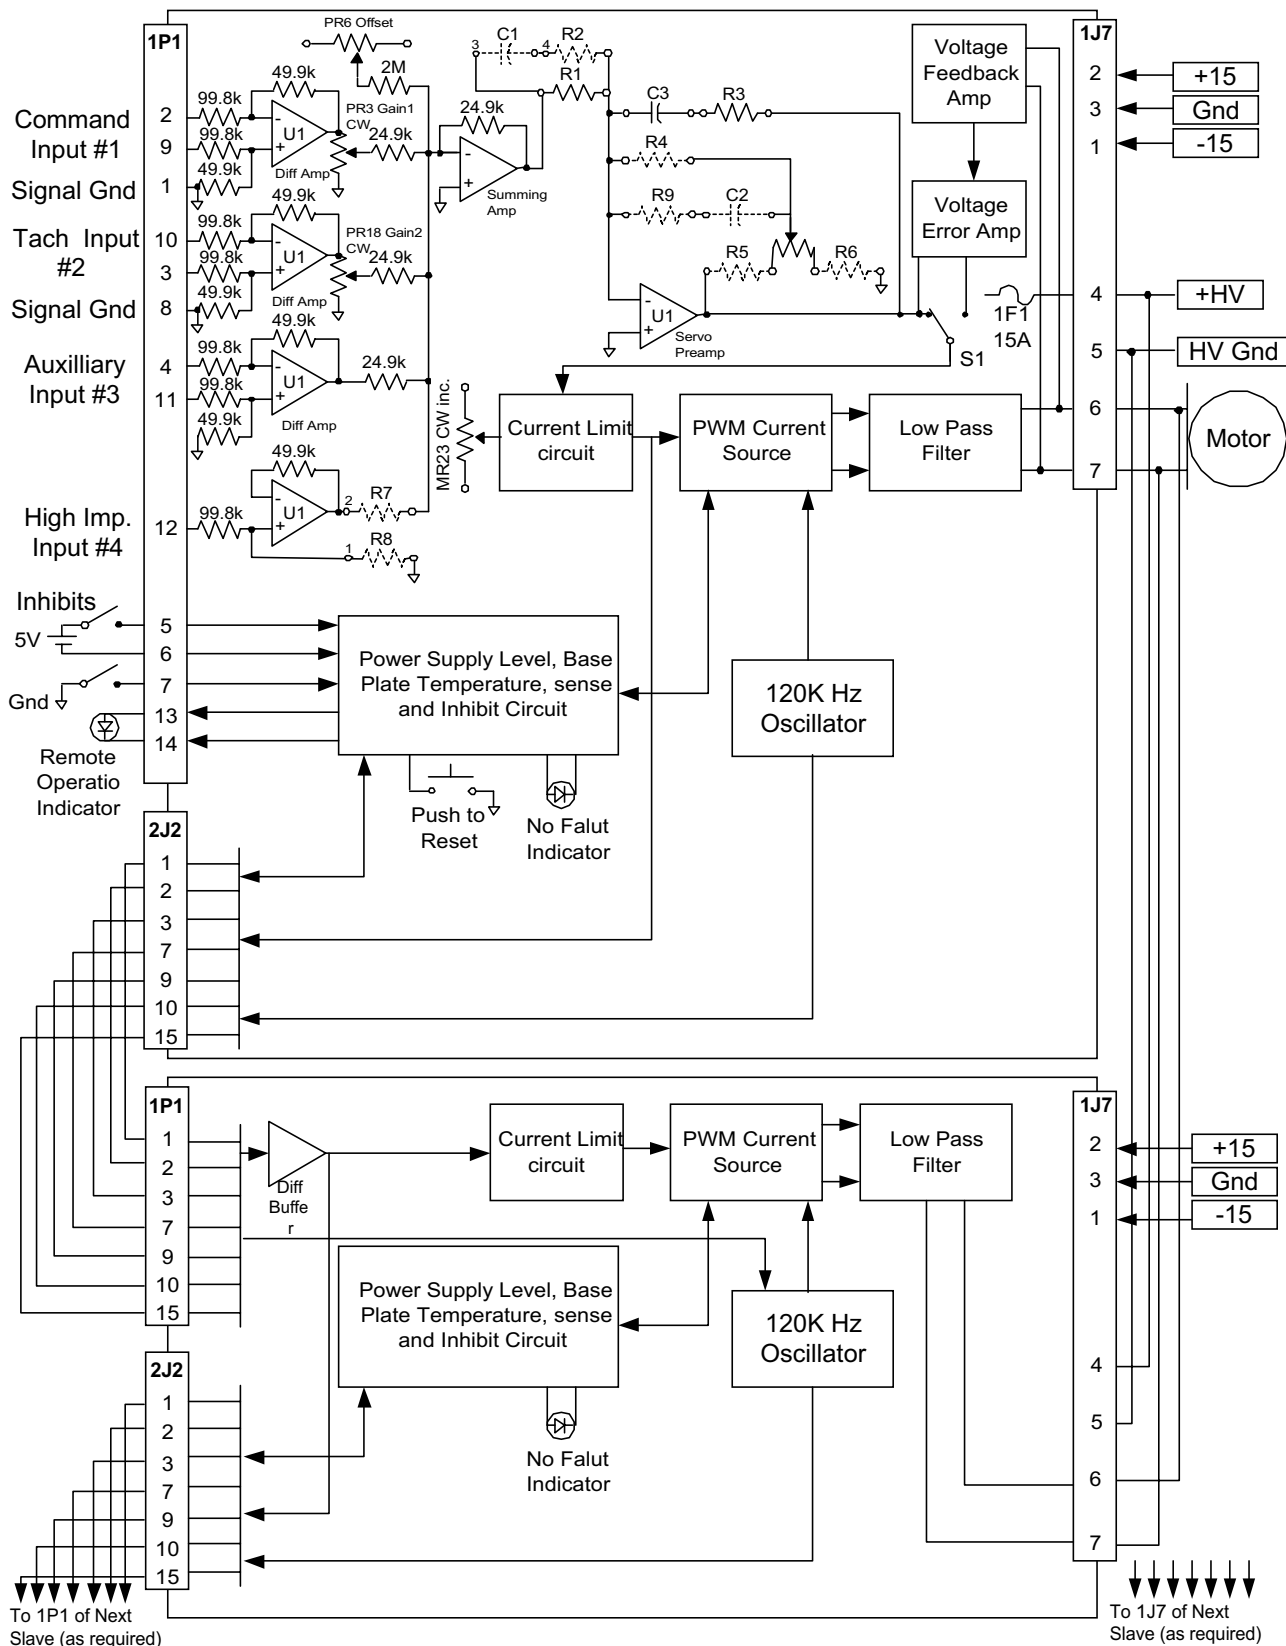 PR6 Offset
1P1
1J7
C1
R2
3
4
2M
R1
49.9k
99.8k
2
Command
Input #1
9
99.8k
U1
-
+
PR3 Gain1
CW
24.9k
24.9k
-
+
Summing
Amp
Diff Amp
49.9k
Signal Gnd
1
C3
R3
R4
R9
C2
R5
R6
Voltage
Feedback
Amp
Voltage
Error Amp
2
+15
3
Gnd
1
-15
49.9k
Tach Input
#2
10
99.8k
3
99.8k
U1
-
+
PR18 Gain2
CW
24.9k
Diff Amp
49.9k
Signal Gnd
8
-
+
U1
Servo
Preamp
1F1
15A
S1
4
+HV
5
HV Gnd
49.9k
Auxilliary
Input #3
4
99.8k
11
99.8k
U1
-
+
24.9k
Diff Amp
49.9k
MR23 CW inc.
Current Limit
circuit
PWM Current
Source
Low Pass
Filter
6
7
Motor
49.9k
High Imp.
Input #4
12
99.8k
U1
-
+
2
R7
1
R8
Inhibits
5V
5
6
7
Gnd
13
14
Remote
Operatio
Indicator
Power Supply Level, Base
Plate Temperature, sense
and Inhibit Circuit
120K Hz
Oscillator
Push to
Reset
No Falut
Indicator
2J2
1
2
3
7
9
10
15
1P1
1
2
3
7
9
10
15
Diff
Buffe
r
Current Limit
circuit
PWM Current
Source
Low Pass
Filter
1J7
2
+15
3
Gnd
1
-15
4
5
6
7
Power Supply Level, Base
Plate Temperature, sense
and Inhibit Circuit
120K Hz
Oscillator
No Falut
Indicator
2J2
1
2
3
7
9
10
15
To 1P1 of Next
Slave (as required)
To 1J7 of Next
Slave (as required)